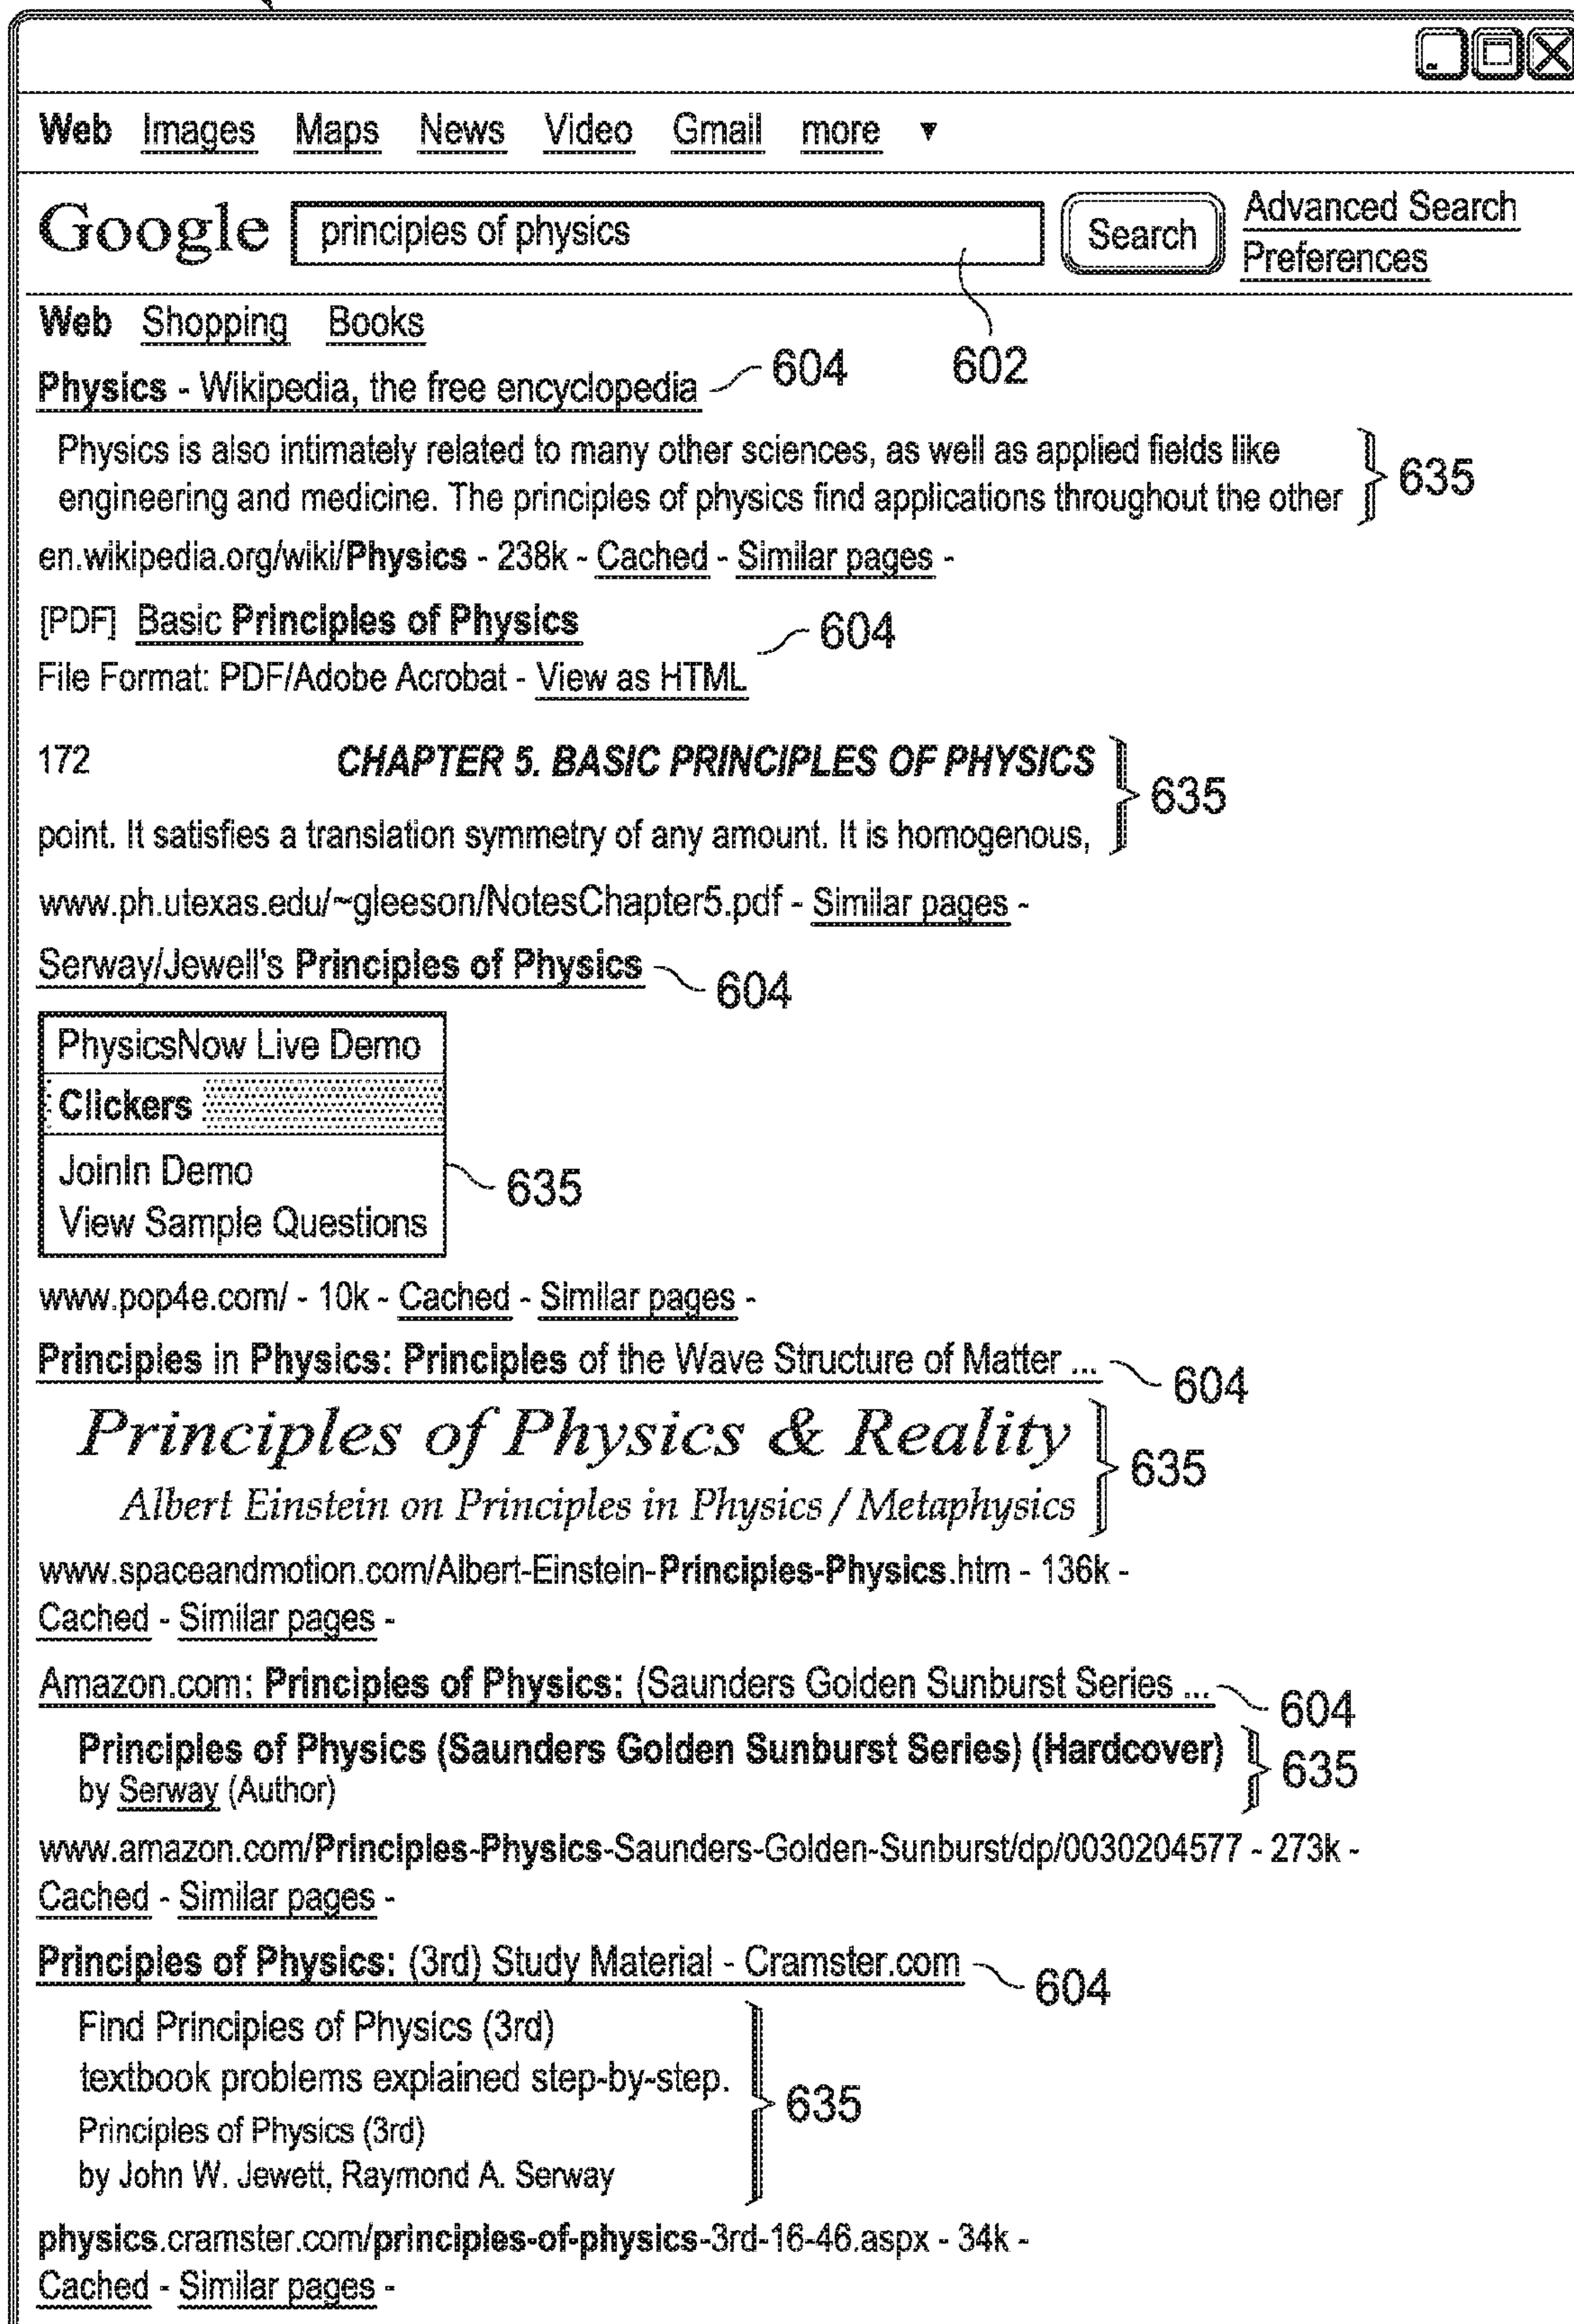 Web Images Maps News Video Gmail more ▼
Google principles of physics Search Advanced Search
Preferences
602
Web Shopping Books
Physics - Wikipedia, the free encyclopedia 604
Physics is also intimately related to many other sciences, as well as applied fields like
engineering and medicine. The principles of physics find applications throughout the other
635
en.wikipedia.org/wiki/Physics - 238k - Cached - Similar pages -
[PDF] Basic Principles of Physics
604
File Format: PDF/Adobe Acrobat - View as HTML
172 CHAPTER 5. BASIC PRINCIPLES OF PHYSICS
635
point. It satisfies a translation symmetry of any amount. It is homogenous,
www.ph.utexas.edu/~gleeson/NotesChapter5.pdf - Similar pages -
Serway/Jewell's Principles of Physics 604
PhysicsNow Live Demo
Clickers
JoinIn Demo
635
View Sample Questions
www.pop4e.com/ - 10k - Cached - Similar pages -
Principles in Physics: Principles of the Wave Structure of Matter ... 604
Principles of Physics & Reality
635
Albert Einstein on Principles in Physics / Metaphysics
www.spaceandmotion.com/Albert-Einstein-Principles-Physics.htm - 136k -
Cached - Similar pages -
Amazon.com: Principles of Physics: (Saunders Golden Sunburst Series ... 604
Principles of Physics (Saunders Golden Sunburst Series) (Hardcover)
635
by Serway (Author)
www.amazon.com/Principles-Physics-Saunders-Golden-Sunburst/dp/0030204577 - 273k -
Cached - Similar pages -
Principles of Physics: (3rd) Study Material - Cramster.com 604
Find Principles of Physics (3rd)
textbook problems explained step-by-step.
635
Principles of Physics (3rd)
by John W. Jewett, Raymond A. Serway
physics.cramster.com/principles-of-physics-3rd-16-46.aspx - 34k -
Cached - Similar pages -